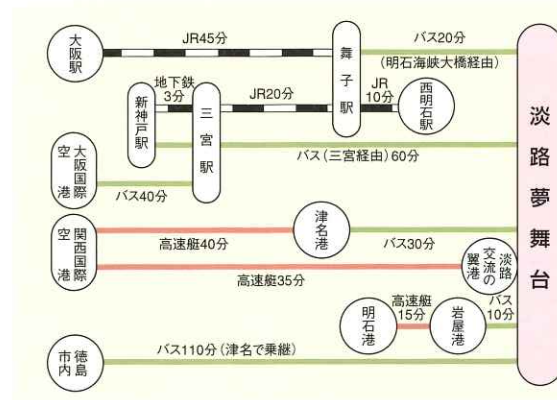 大阪駅
JR45分
舞子駅
バス20分
(明石海峡大橋経由)
新神戸駅
地下鉄
3分
三宮駅
JR20分
JR
10分
西明石駅
バス(三宮経由)60分
大阪国際
空港
バス40分
関西国際
空港
高速艇40分
津名港
バス30分
高速艇35分
淡路
交流の
翼港
明石港
高速艇
15分
岩屋港
バス
10分
徳島
市内
バス110分(津名で乗継)
淡路夢舞台